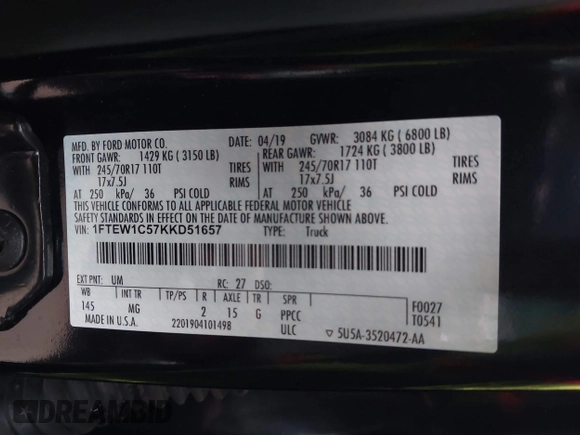 MFD. BY FORD MOTOR CO.
DATE: 04/19 GVWR: 3084 KG ( 6800 LB)
FRONT GAWR: 1429 KG ( 3150 LB) REAR GAWR: 1724 KG ( 3800 LB)
WITH 245/70R17 110T TIRES WITH 245/70R17 110T TIRES
17x7.5J RIMS 17x7.5J RIMS
AT 250 kPa/ 36 PSI COLD AT 250 kPa/ 36 PSI COLD
THIS VEHICLE CONFORMS TO ALL APPLICABLE FEDERAL MOTOR VEHICLE
SAFETY STANDARDS IN EFFECT ON THE DATE OF MANUFACTURE SHOWN ABOVE.
VIN: 1FTEW1C57KKD51657 TYPE: Truck
EXT PNT: UM RC: 27 DSO:
WB INT TR TP/PS R AXLE TR SPR
145 MG 2 15 G PPCC
F0027
T0541
MADE IN U.S.A. 2201904101498 ULC ▽ 5U5A-3520472-AA
DREAMBID